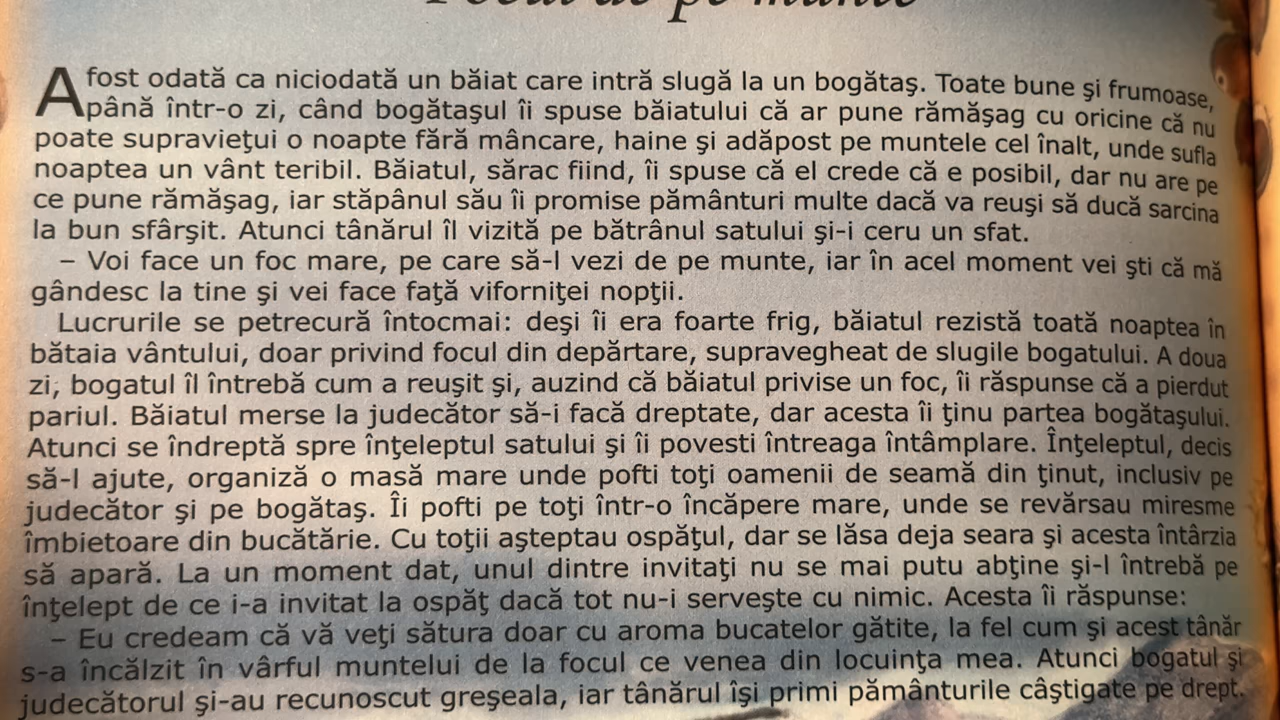 Focul de pe munte
A fost odată ca niciodată un băiat care intră slugă la un bogătaş. Toate bune şi frumoase,
până într-o zi, când bogătaşul îi spuse băiatului că ar pune rămăşag cu oricine că nu
poate supravieţui o noapte fără mâncare, haine şi adăpost pe muntele cel înalt, unde sufla
noaptea un vânt teribil. Băiatul, sărac fiind, îi spuse că el crede că e posibil, dar nu are pe
ce pune rămăşag, iar stăpânul său îi promise pământuri multe dacă va reuşi să ducă sarcina
la bun sfârşit. Atunci tânărul îl vizită pe bătrânul satului şi-i ceru un sfat.
– Voi face un foc mare, pe care să-l vezi de pe munte, iar în acel moment vei şti că mă
gândesc la tine şi vei face faţă viforniţei nopţii.
Lucrurile se petrecură întocmai: deşi îi era foarte frig, băiatul rezistă toată noaptea în
bătaia vântului, doar privind focul din depărtare, supravegheat de slugile bogatului. A doua
zi, bogatul îl întrebă cum a reuşit şi, auzind că băiatul privise un foc, îi răspunse că a pierdut
pariul. Băiatul merse la judecător să-i facă dreptate, dar acesta îi ţinu partea bogătaşului.
Atunci se îndreptă spre înţeleptul satului şi îi povesti întreaga întâmplare. Înţeleptul, decis
să-l ajute, organiză o masă mare unde pofti toţi oamenii de seamă din ţinut, inclusiv pe
judecător şi pe bogătaş. Îi pofti pe toţi într-o încăpere mare, unde se revărsau miresme
îmbietoare din bucătărie. Cu toţii aşteptau ospăţul, dar se lăsa deja seara şi acesta întârzia
să apară. La un moment dat, unul dintre invitaţi nu se mai putu abţine şi-l întrebă pe
înţelept de ce i-a invitat la ospăţ dacă tot nu-i serveşte cu nimic. Acesta îi răspunse:
– Eu credeam că vă veţi sătura doar cu aroma bucatelor gătite, la fel cum şi acest tânăr
s-a încălzit în vârful muntelui de la focul ce venea din locuinţa mea. Atunci bogatul şi
judecătorul şi-au recunoscut greşeala, iar tânărul îşi primi pământurile câştigate pe drept.